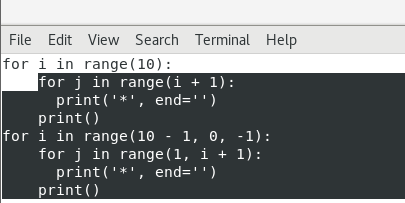 File Edit View Search Terminal Help
for i in range(10):
    for j in range(i + 1):
      print('*', end='')
    print()
for i in range(10 - 1, 0, -1):
    for j in range(1, i + 1):
      print('*', end='')
    print()